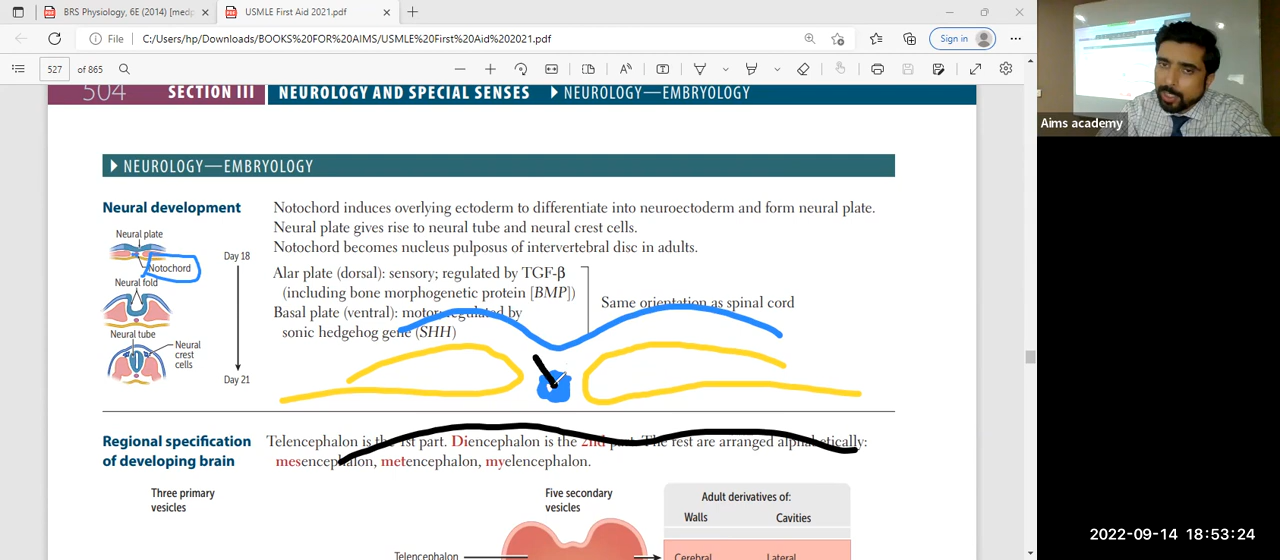 BRS Physiology, 6E (2014) [medp
USMLE First Aid 2021.pdf
File
C:/Users/hp/Downloads/BOOKS%20FOR%20AIMS/USMLE%20First%20Aid%202021.pdf
Sign in
527 of 865
504 SECTION III NEUROLOGY AND SPECIAL SENSES ▶ NEUROLOGY—EMBRYOLOGY
▶ NEUROLOGY—EMBRYOLOGY
Neural development
Neural plate
Notochord
Neural fold
Neural tube
Neural
crest
cells
Day 18
Day 21
Notochord induces overlying ectoderm to differentiate into neuroectoderm and form neural plate.
Neural plate gives rise to neural tube and neural crest cells.
Notochord becomes nucleus pulposus of intervertebral disc in adults.
Alar plate (dorsal): sensory; regulated by TGF-β
(including bone morphogenetic protein [BMP])
Basal plate (ventral): motor; regulated by
sonic hedgehog gene (SHH)
Same orientation as spinal cord
Regional specification
of developing brain
Telencephalon is the 1st part. Diencephalon is the 2nd part. The rest are arranged alphabetically:
mesencephalon, metencephalon, myelencephalon.
Three primary
vesicles
Five secondary
vesicles
Adult derivatives of:
Walls Cavities
Telencephalon
Cerebral Lateral
Aims academy
2022-09-14 18:53:24